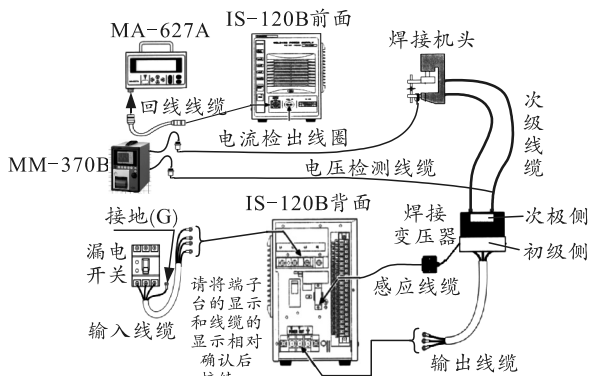 IS-120B前面
MA-627A
焊接机头
回线线缆
电流检出线圈
次级线缆
MM-370B
电压检测线缆
IS-120B背面
接地(G)
焊接
变压器
次极侧
初级侧
漏电
开关
请将端子
台的显示
和线缆的
显示相对
确认后
感应线缆
输入线缆
输出线缆